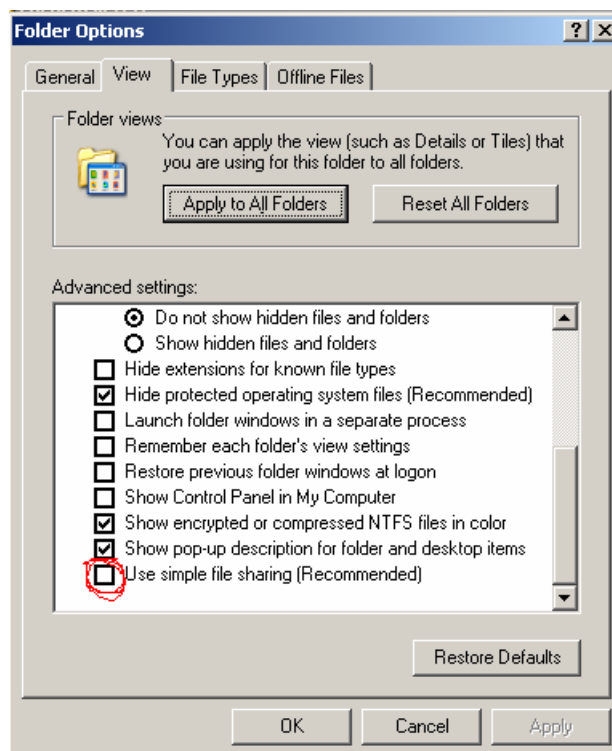 Folder Options
General View File Types Offline Files
Folder views
You can apply the view (such as Details or Tiles) that
you are using for this folder to all folders.
Apply to All Folders Reset All Folders
Advanced settings:
Do not show hidden files and folders
Show hidden files and folders
Hide extensions for known file types
Hide protected operating system files (Recommended)
Launch folder windows in a separate process
Remember each folder's view settings
Restore previous folder windows at logon
Show Control Panel in My Computer
Show encrypted or compressed NTFS files in color
Show pop-up description for folder and desktop items
Use simple file sharing (Recommended)
Restore Defaults
OK Cancel Apply